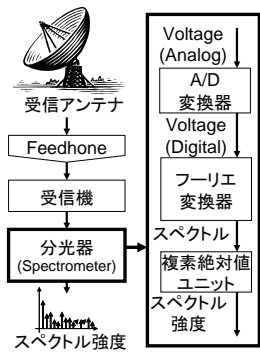 受信アンテナ
Feedhone
受信機
分光器
(Spectrometer)
スペクトル強度
Voltage
(Analog)
A/D
変換器
Voltage
(Digital)
フーリエ
変換器
スペクトル
複素絶対値
ユニット
スペクトル
強度